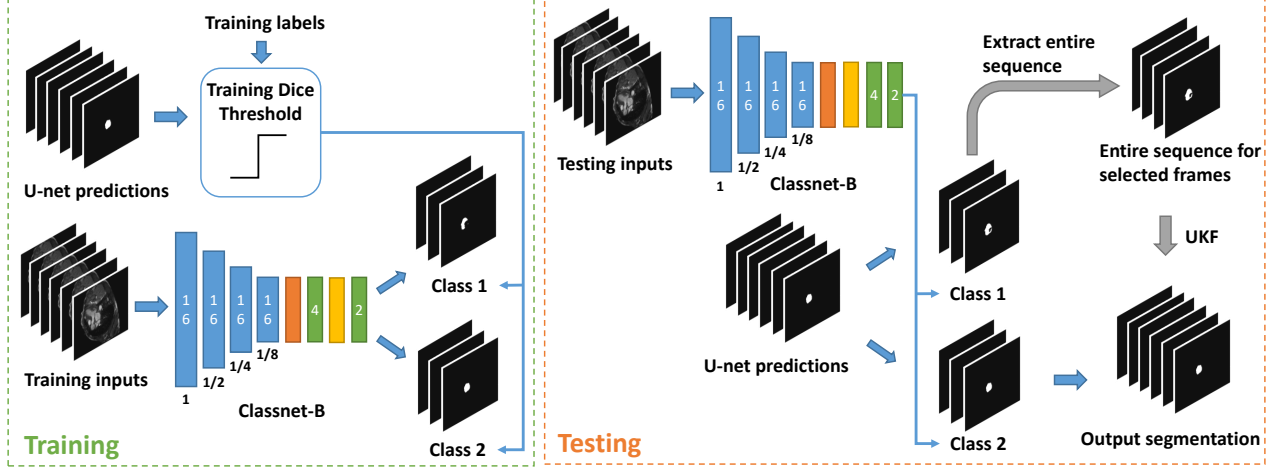 Training labels
Training Dice
Threshold
U-net predictions
1
6
1
6
1
6
1
6
4
2
1
1/2
1/4
1/8
Training inputs
Classnet-B
Class 1
Class 2
Training
Testing inputs
1
6
1
6
1
6
1
6
4
2
1
1/2
1/4
1/8
Classnet-B
Extract entire
sequence
Entire sequence for
selected frames
UKF
U-net predictions
Class 1
Class 2
Output segmentation
Testing